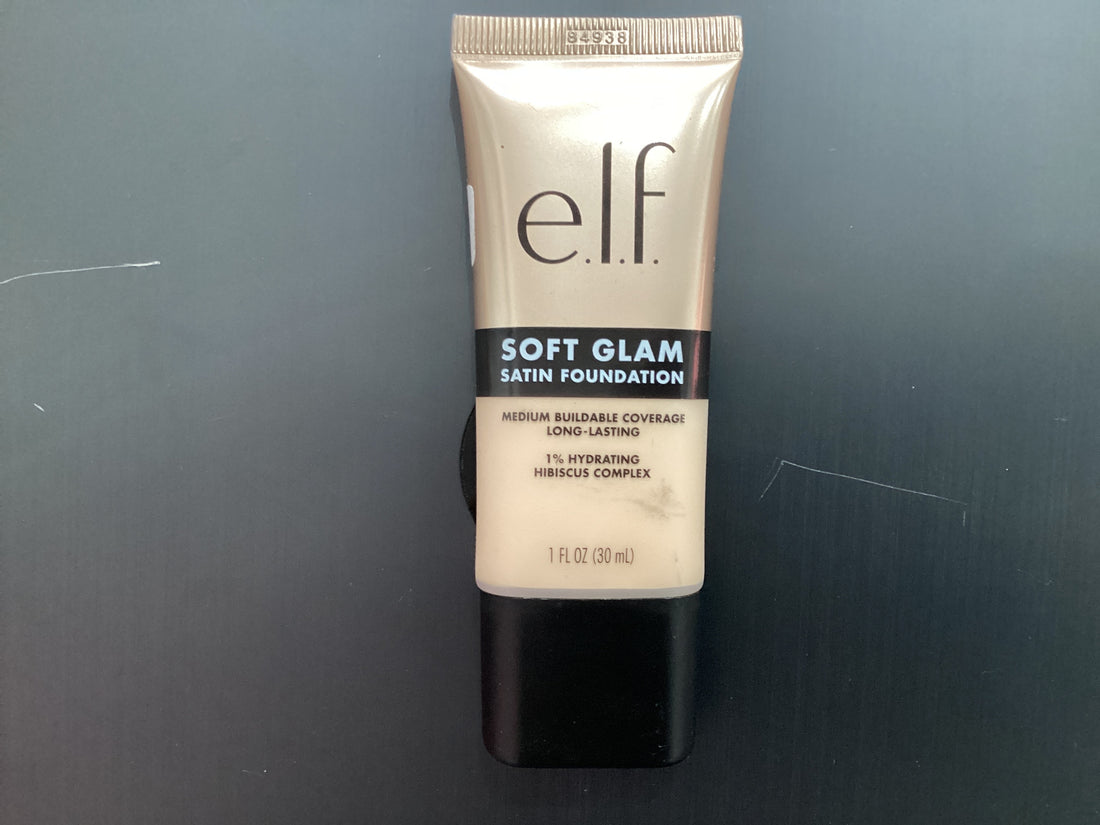 84938
e.l.f.
SOFT GLAM
SATIN FOUNDATION
MEDIUM BUILDABLE COVERAGE
LONG-LASTING
1% HYDRATING
HIBISCUS COMPLEX
1 FL OZ (30 mL)